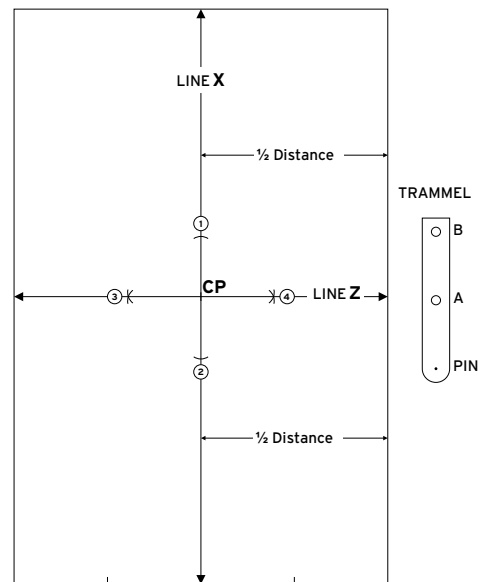 LINE X
½ Distance
TRAMMEL
B
1
CP
3
4
LINE Z
A
2
PIN
½ Distance